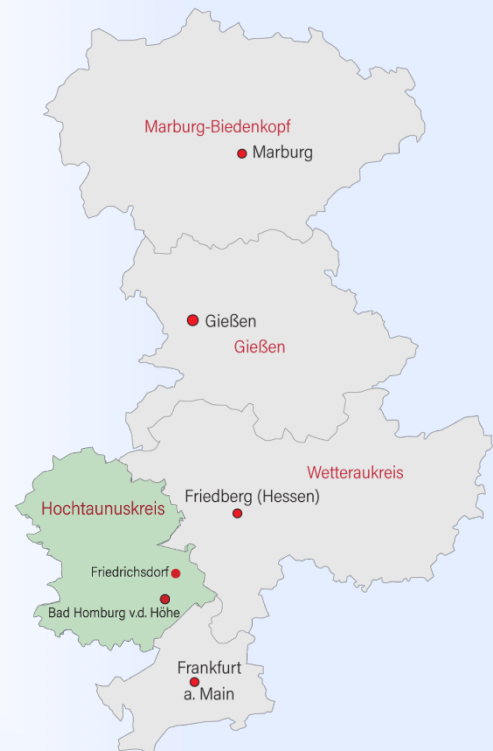 Marburg-Biedenkopf
Marburg
Gießen
Gießen
Wetteraukreis
Friedberg (Hessen)
Hochtaunuskreis
Friedrichsdorf
Bad Homburg v.d. Höhe
Frankfurt
a. Main